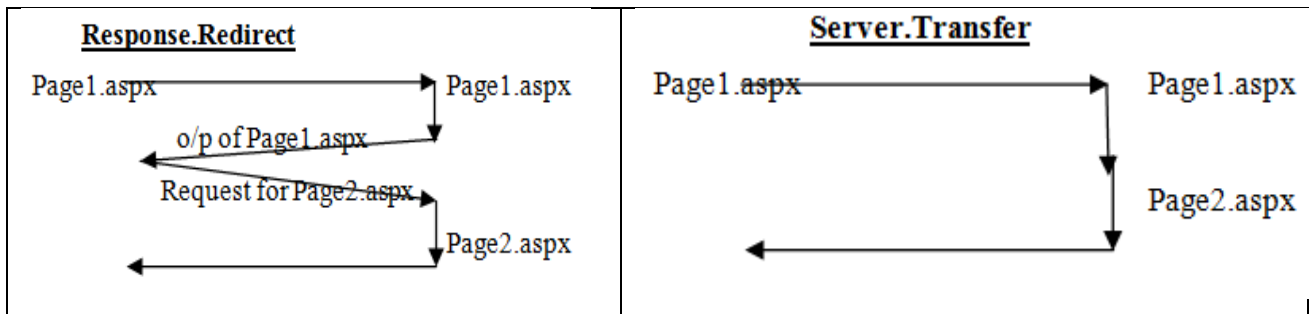 Response.Redirect
Page1.aspx
Page1.aspx
o/p of Page1.aspx
Request for Page2.aspx
Page2.aspx
Server.Transfer
Page1.aspx
Page1.aspx
Page2.aspx